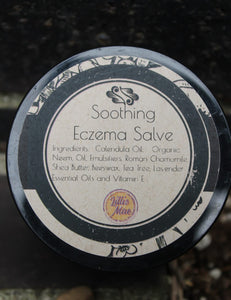 Soothing
Eczema Salve
Ingredients: Calendula Oil, Organic
Neem, Oil, Emulsifiers, Roman Chamomile,
Shea Butter, Beeswax, Tea Tree, Lavender
Essential Oils and Vitamin E
Lilli's
Mae